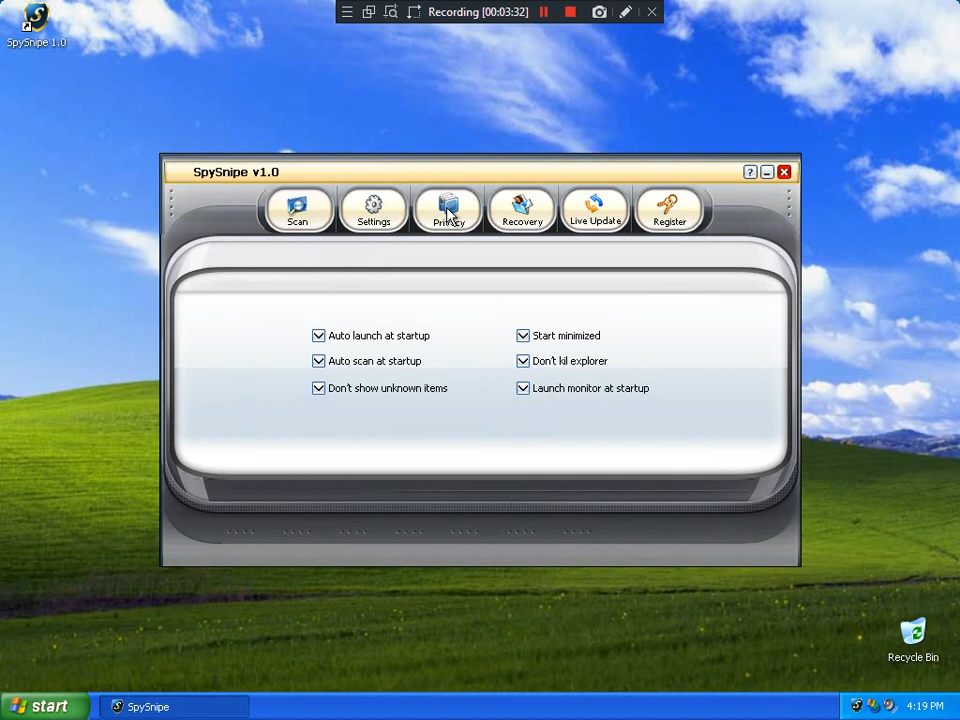 Recording [00:03:32]
SpySnipe 1.0
SpySnipe v1.0
?
Scan
Settings
Privacy
Recovery
Live Update
Register
Auto launch at startup
Start minimized
Auto scan at startup
Don't kil explorer
Don't show unknown items
Launch monitor at startup
Recycle Bin
start
SpySnipe
4:19 PM